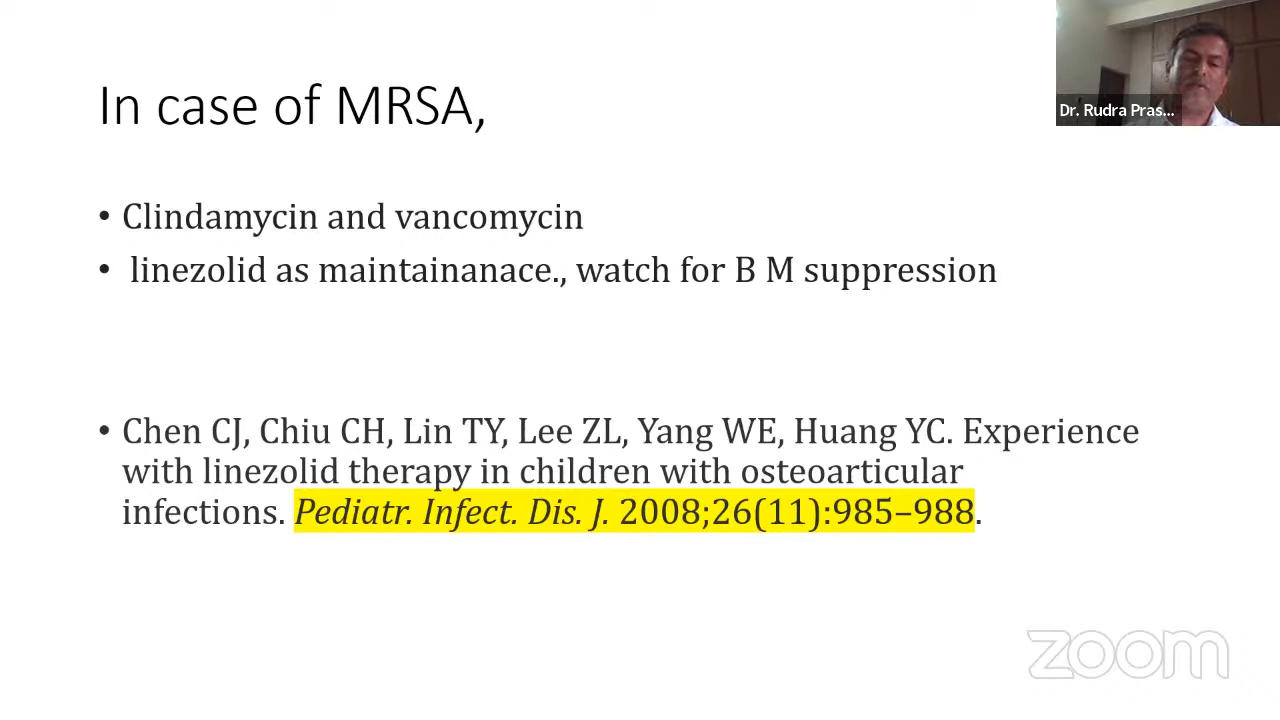 In case of MRSA,
Dr. Rudra Pras...
• Clindamycin and vancomycin
• linezolid as maintainanace., watch for B M suppression
• Chen CJ, Chiu CH, Lin TY, Lee ZL, Yang WE, Huang YC. Experience
with linezolid therapy in children with osteoarticular
infections. Pediatr. Infect. Dis. J. 2008;26(11):985–988.
zoom